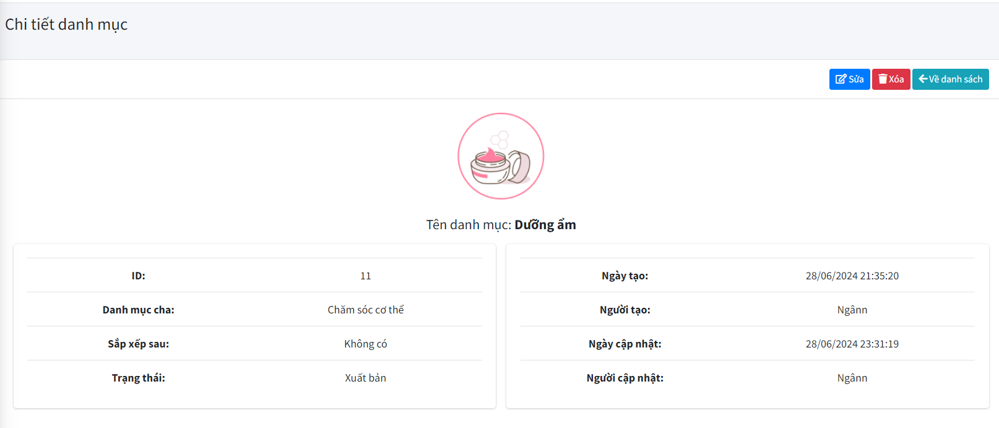 Chi tiết danh mục
Sửa Xóa Về danh sách
Tên danh mục: Dưỡng ẩm
ID: 11
Danh mục cha: Chăm sóc cơ thể
Sắp xếp sau: Không có
Trạng thái: Xuất bản
Ngày tạo: 28/06/2024 21:35:20
Người tạo: Ngânn
Ngày cập nhật: 28/06/2024 23:31:19
Người cập nhật: Ngânn